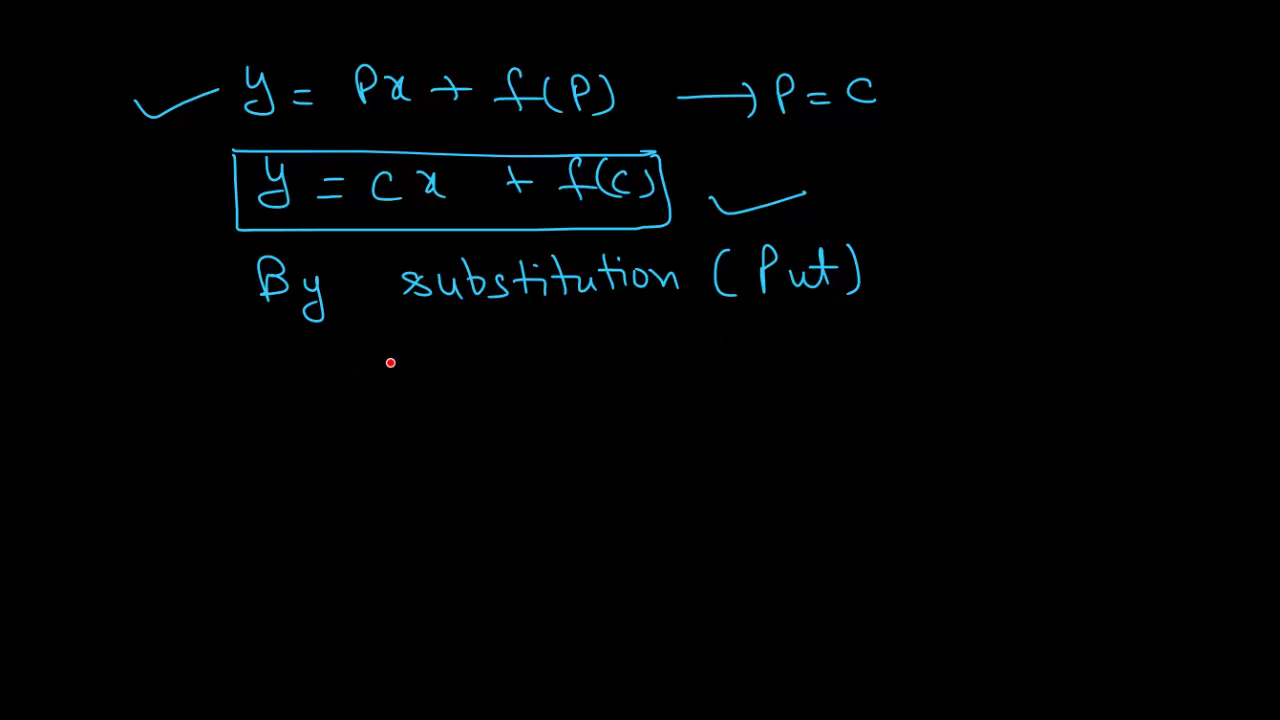 y = Px + f(P) → P = C
y = cx + f(c)
By substitution (Put)